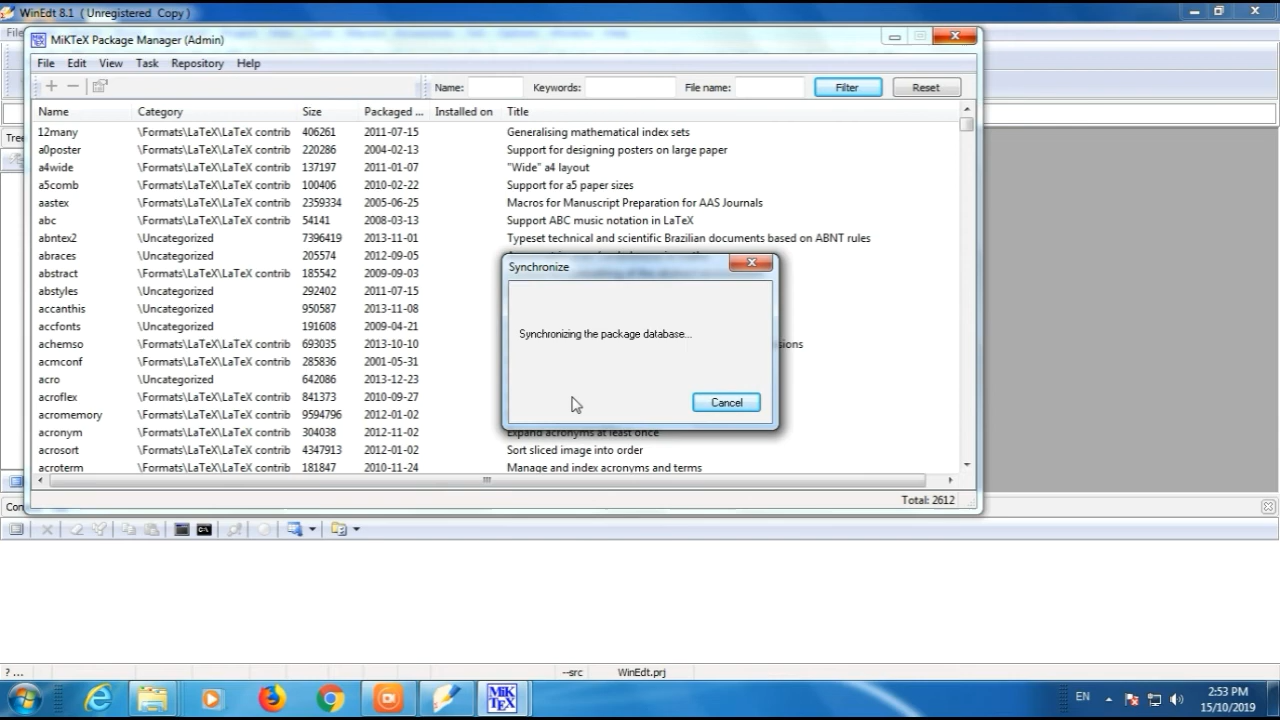 WinEdt 8.1 ( Unregistered Copy )
File
MiKTeX Package Manager (Admin)
File Edit View Task Repository Help
Name: Keywords: File name: Filter Reset
Name Category Size Packaged ... Installed on Title
12many \Formats\LaTeX\LaTeX contrib 406261 2011-07-15 Generalising mathematical index sets
a0poster \Formats\LaTeX\LaTeX contrib 220286 2004-02-13 Support for designing posters on large paper
a4wide \Formats\LaTeX\LaTeX contrib 137197 2011-01-07 "Wide" a4 layout
a5comb \Formats\LaTeX\LaTeX contrib 100406 2010-02-22 Support for a5 paper sizes
aastex \Formats\LaTeX\LaTeX contrib 2359334 2005-06-25 Macros for Manuscript Preparation for AAS Journals
abc \Formats\LaTeX\LaTeX contrib 54141 2008-03-13 Support ABC music notation in LaTeX
abntex2 \Uncategorized 7396419 2013-11-01 Typeset technical and scientific Brazilian documents based on ABNT rules
abraces \Uncategorized 205574 2012-09-05
abstract \Formats\LaTeX\LaTeX contrib 185542 2009-09-03
abstyles \Uncategorized 292402 2011-07-15
accanthis \Uncategorized 950587 2013-11-08
accfonts \Uncategorized 191608 2009-04-21
achemso \Formats\LaTeX\LaTeX contrib 693035 2013-10-10 sions
acmconf \Formats\LaTeX\LaTeX contrib 285836 2001-05-31
acro \Uncategorized 642086 2013-12-23
acroflex \Formats\LaTeX\LaTeX contrib 841373 2010-09-27
acromemory \Formats\LaTeX\LaTeX contrib 9594796 2012-01-02
acronym \Formats\LaTeX\LaTeX contrib 304038 2012-11-02 Expand acronyms at least once
acrosort \Formats\LaTeX\LaTeX contrib 4347913 2012-01-02 Sort sliced image into order
acroterm \Formats\LaTeX\LaTeX contrib 181847 2010-11-24 Manage and index acronyms and terms
Total: 2612
Synchronize
Synchronizing the package database...
Cancel
Tree
Con
? ... --src WinEdt.prj
MiK
TEX
EN 2:53 PM
15/10/2019